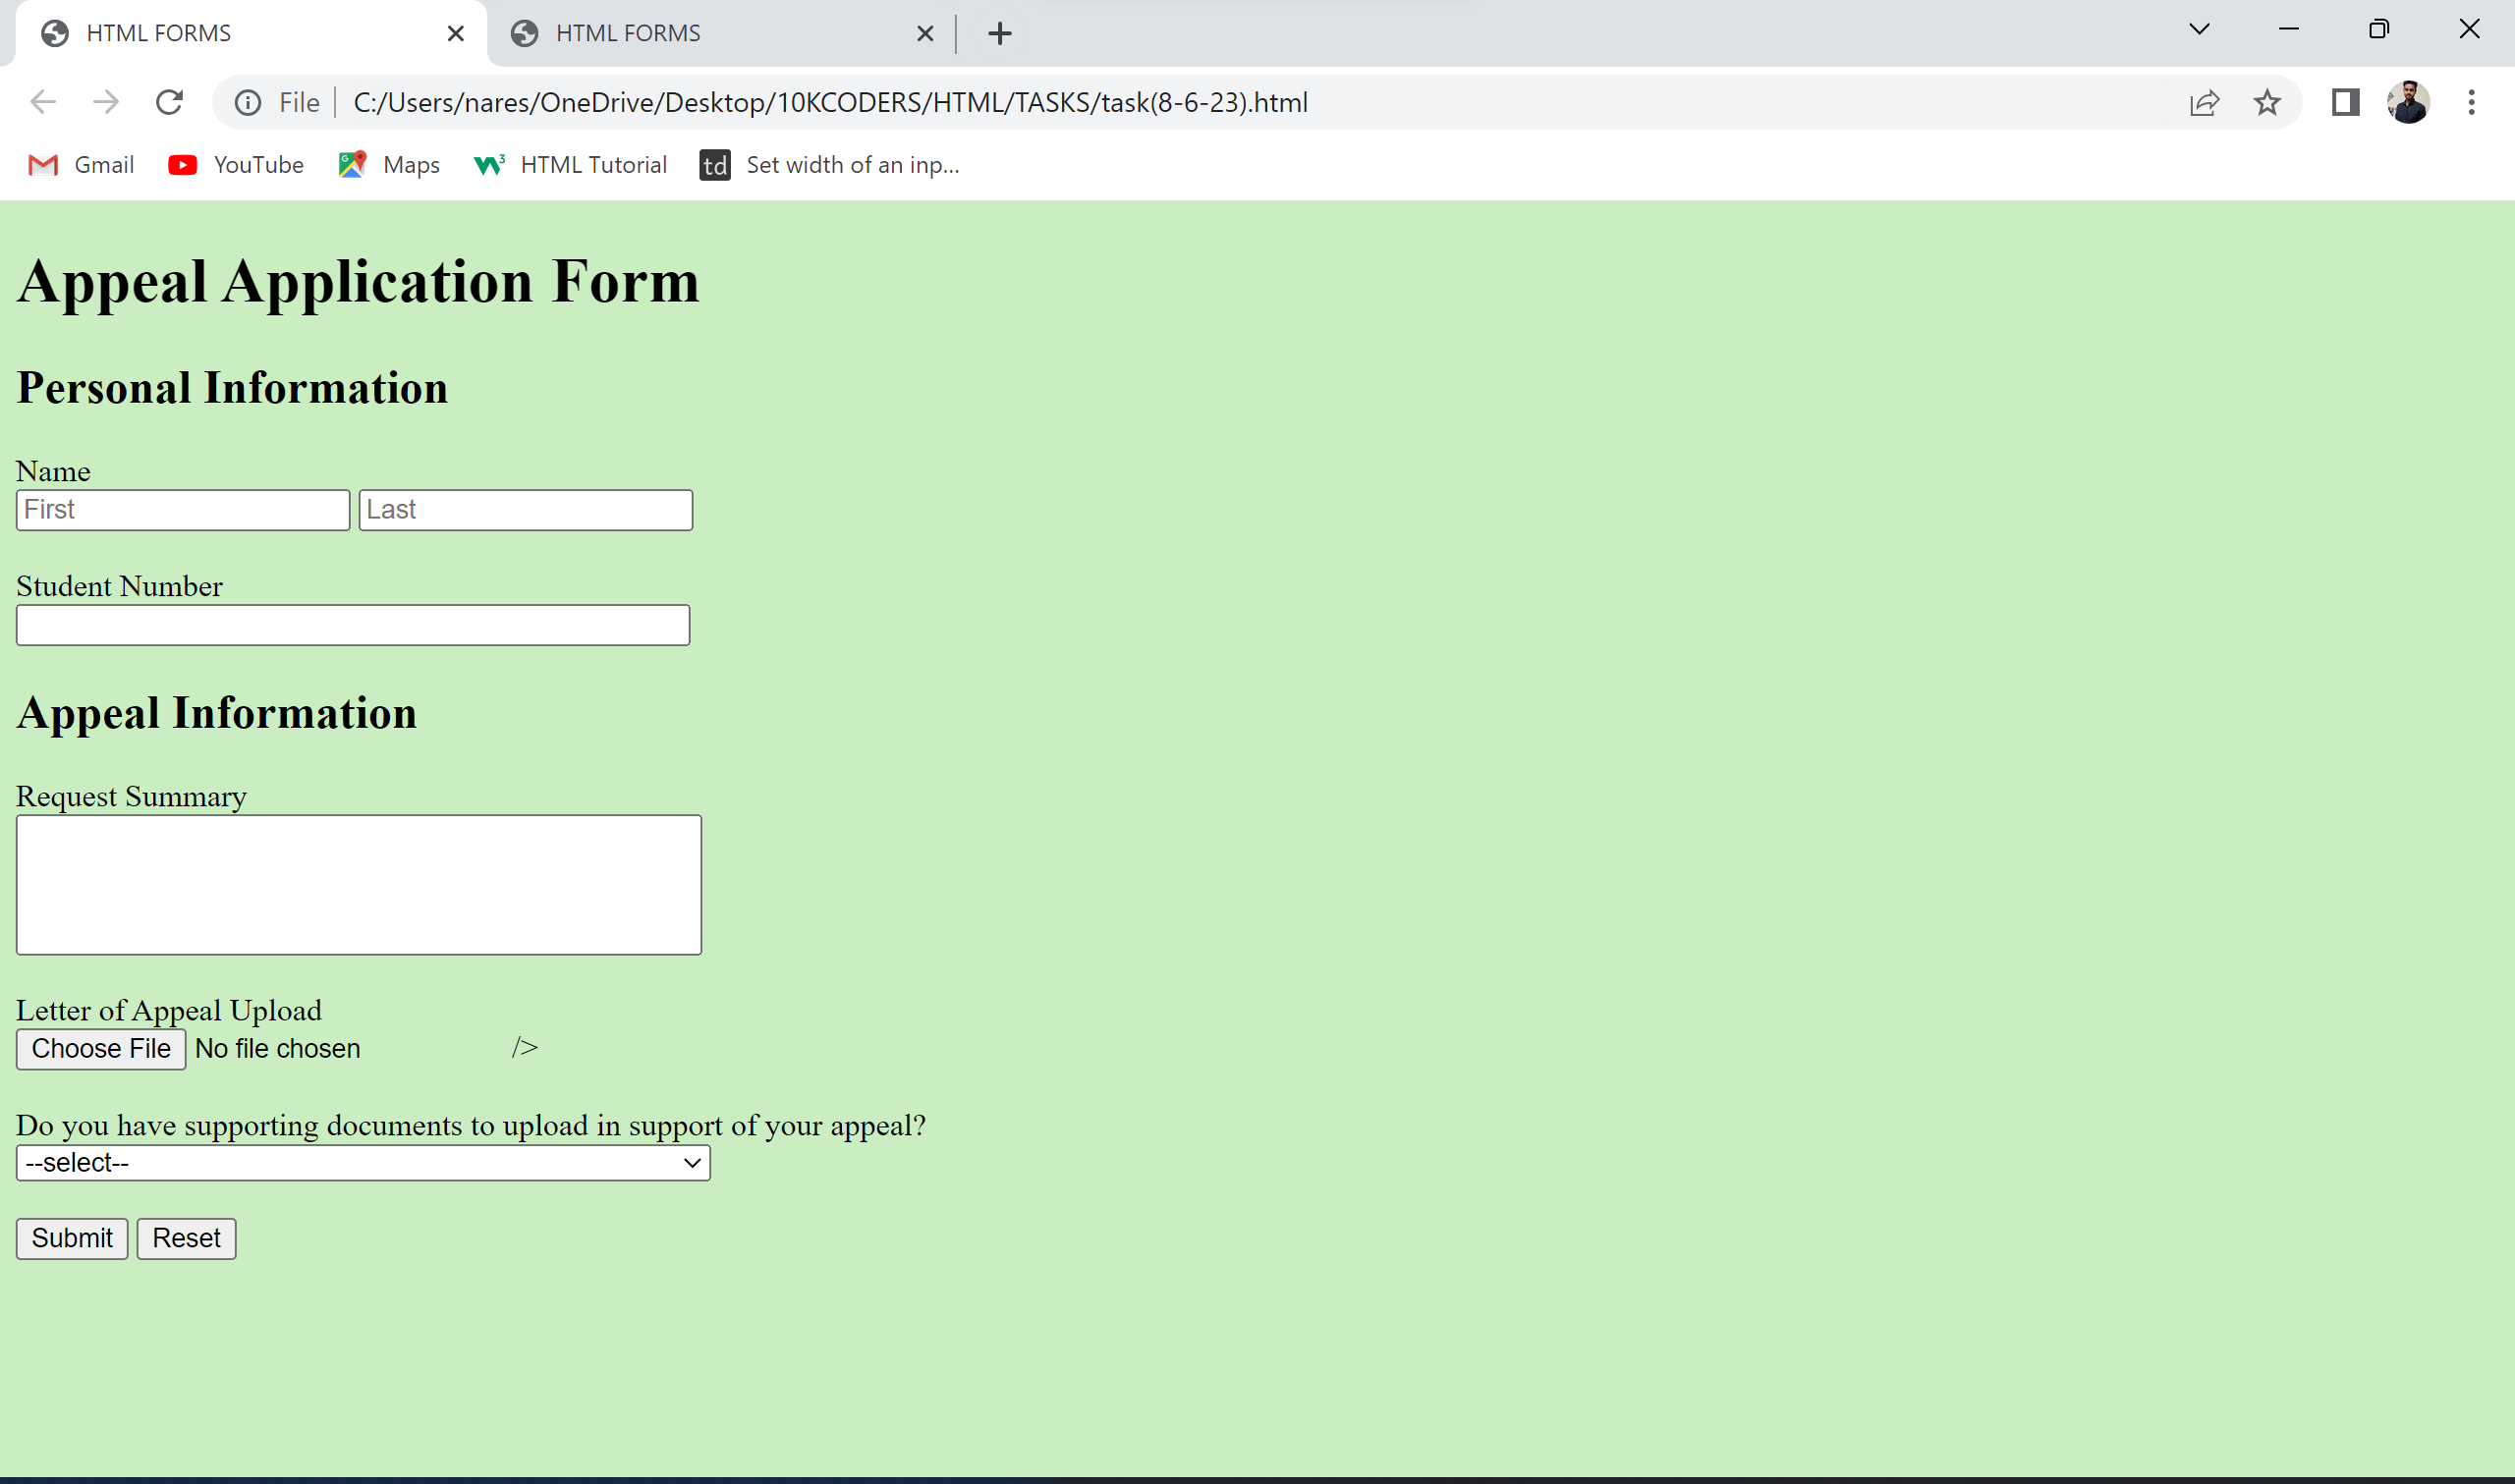 HTML FORMS HTML FORMS
File C:/Users/nares/OneDrive/Desktop/10KCODERS/HTML/TASKS/task(8-6-23).html
Gmail YouTube Maps HTML Tutorial td Set width of an inp...
Appeal Application Form
Personal Information
Name
First Last
Student Number
Appeal Information
Request Summary
Letter of Appeal Upload
Choose File No file chosen />
Do you have supporting documents to upload in support of your appeal?
--select--
Submit Reset